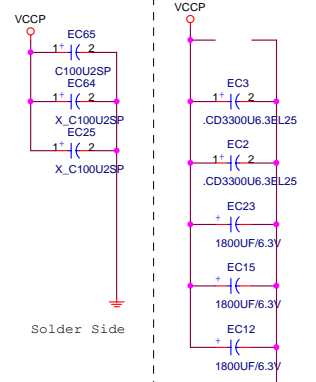 VCCP
EC65
1 + 2
C100U2SP
EC64
1 + 2
X_C100U2SP
EC25
1 + 2
X_C100U2SP
Solder Side
VCCP
EC3
1 + 2
.CD3300U6.3EL25
EC2
1 + 2
.CD3300U6.3EL25
EC23
+
1800UF/6.3V
EC15
+
1800UF/6.3V
EC12
+
1800UF/6.3V